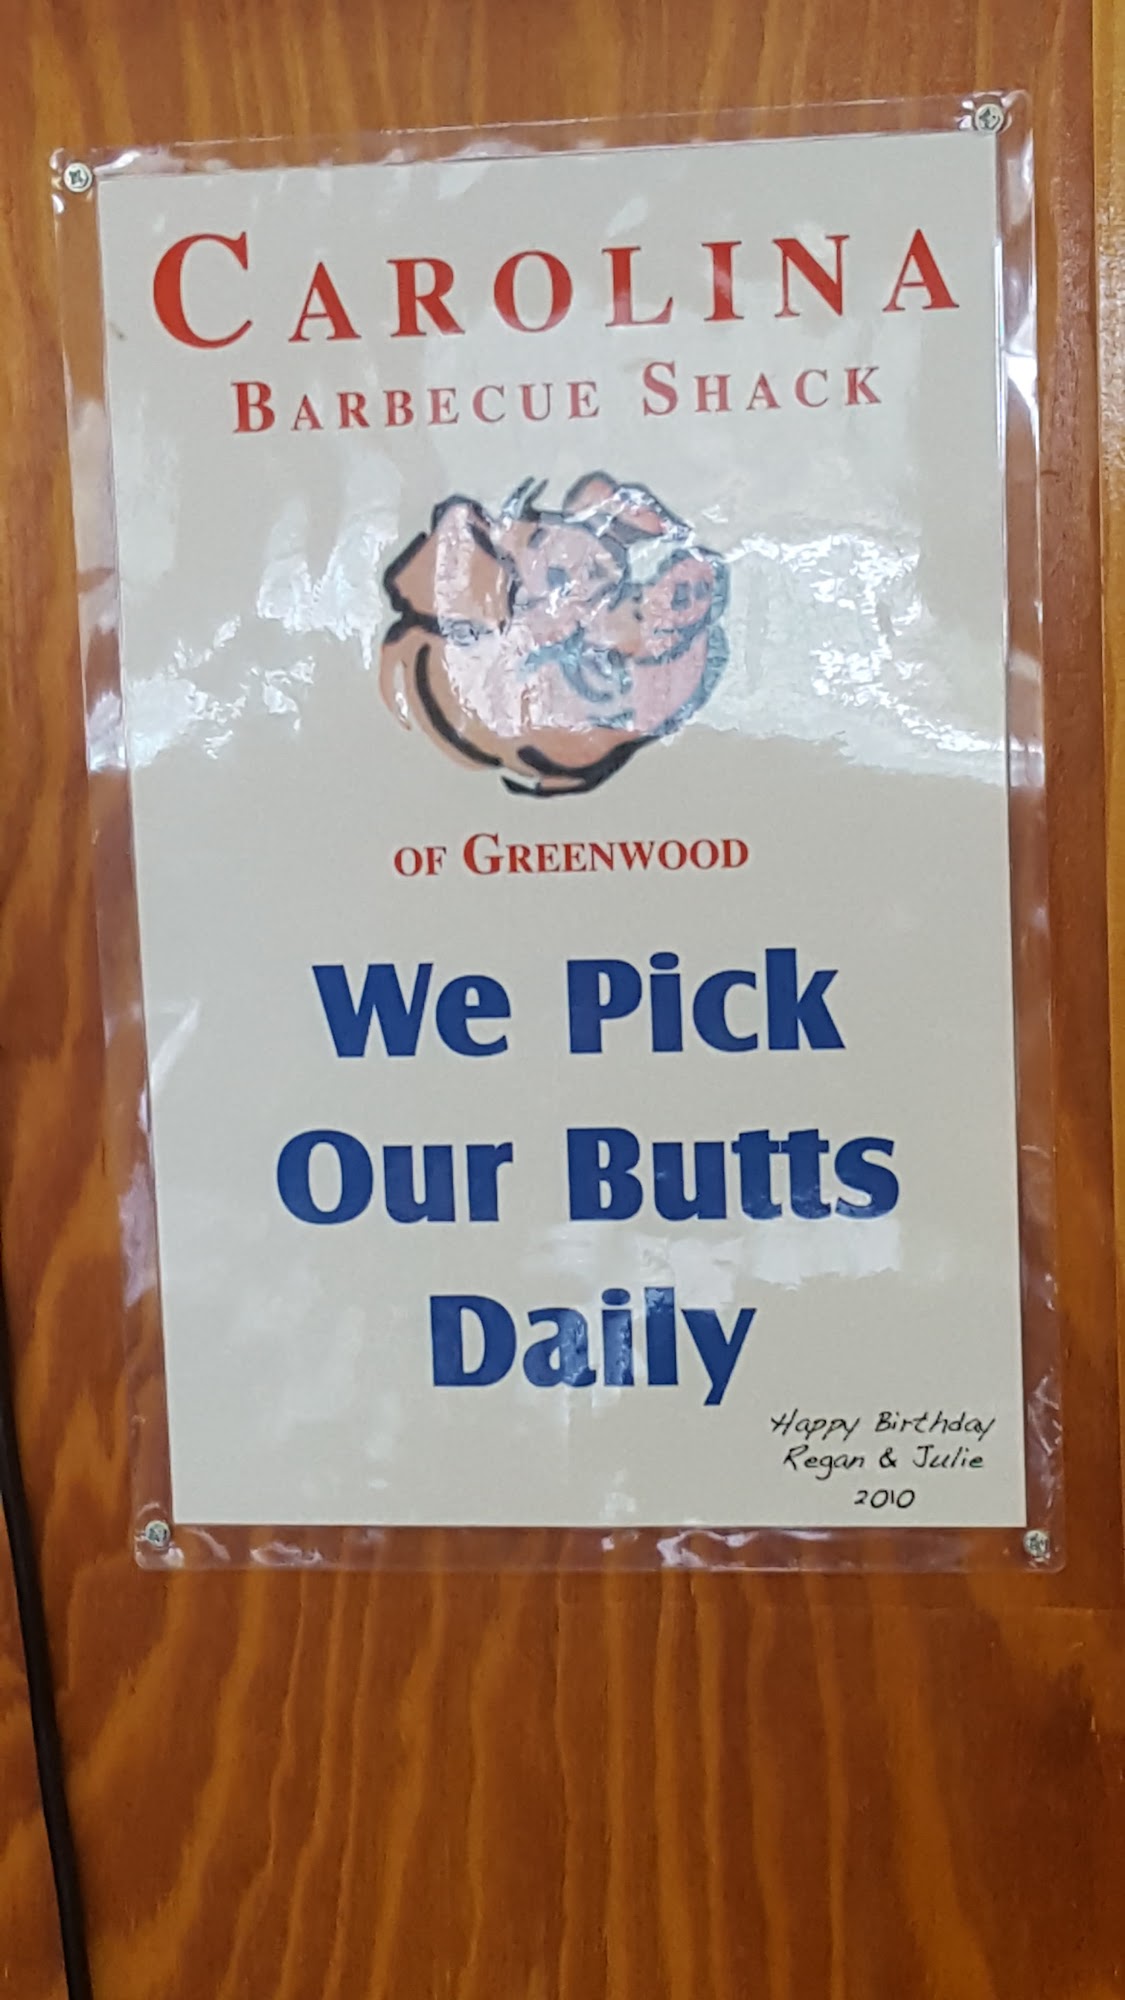 CAROLINA
BARBECUE SHACK
OF GREENWOOD
We Pick
Our Butts
Daily
Happy Birthday
Regan & Julie
2010